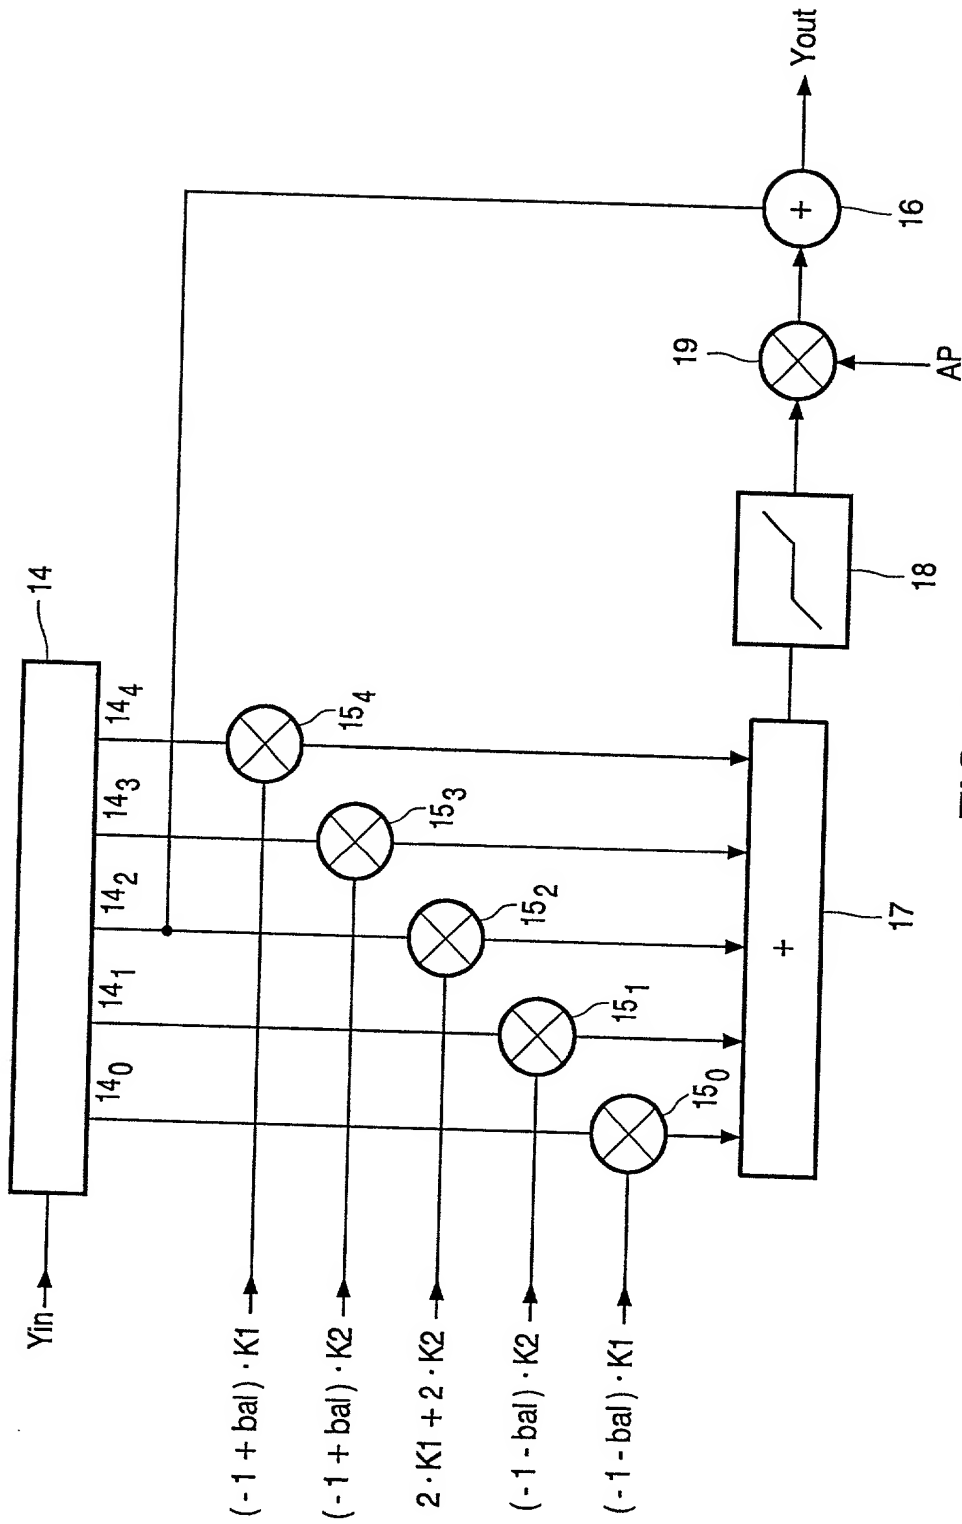 Yin
14
14₀
14₁
14₂
14₃
14₄
(-1 + bal) · K1
(-1 + bal) · K2
2 · K1 + 2 · K2
(-1 - bal) · K2
(-1 - bal) · K1
15₄
15₃
15₂
15₁
15₀
+
17
18
19
AP
+
16
Yout